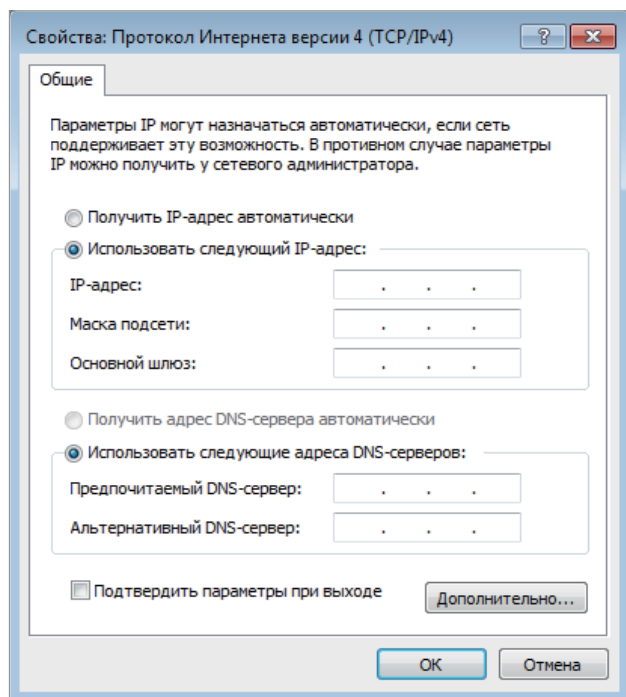 Свойства: Протокол Интернета версии 4 (TCP/IPv4)
Общие
Параметры IP могут назначаться автоматически, если сеть
поддерживает эту возможность. В противном случае параметры
IP можно получить у сетевого администратора.
Получить IP-адрес автоматически
Использовать следующий IP-адрес:
IP-адрес:
Маска подсети:
Основной шлюз:
Получить адрес DNS-сервера автоматически
Использовать следующие адреса DNS-серверов:
Предпочитаемый DNS-сервер:
Альтернативный DNS-сервер:
Подтвердить параметры при выходе
Дополнительно...
ОК
Отмена